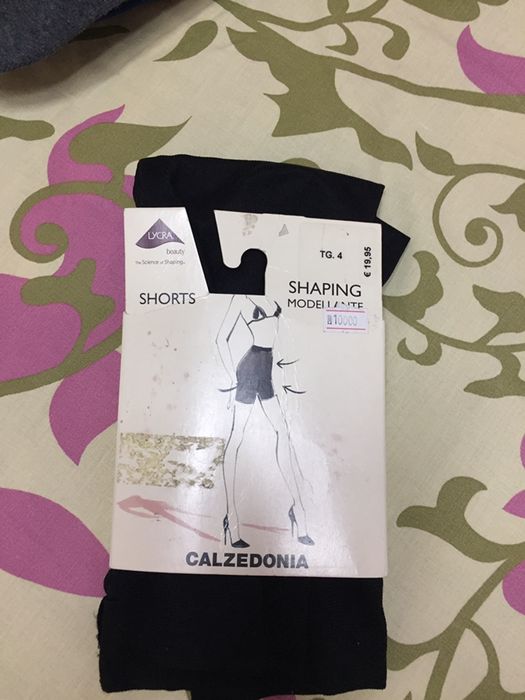 LYCRA
beauty
The Science of Shaping.
TG. 4
€ 19,95
SHORTS
SHAPING
MODELLANTE
10000
CALZEDONIA